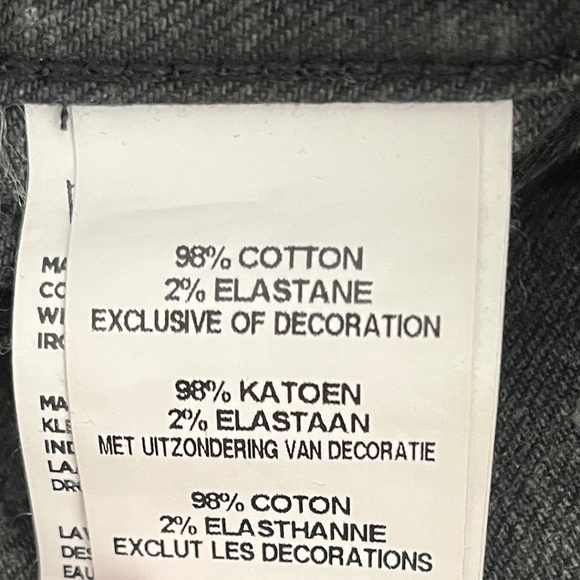 98% COTTON
2% ELASTANE
EXCLUSIVE OF DECORATION
98% KATOEN
2% ELASTAAN
MET UITZONDERING VAN DECORATIE
98% COTON
2% ELASTHANNE
EXCLUT LES DECORATIONS
EAU